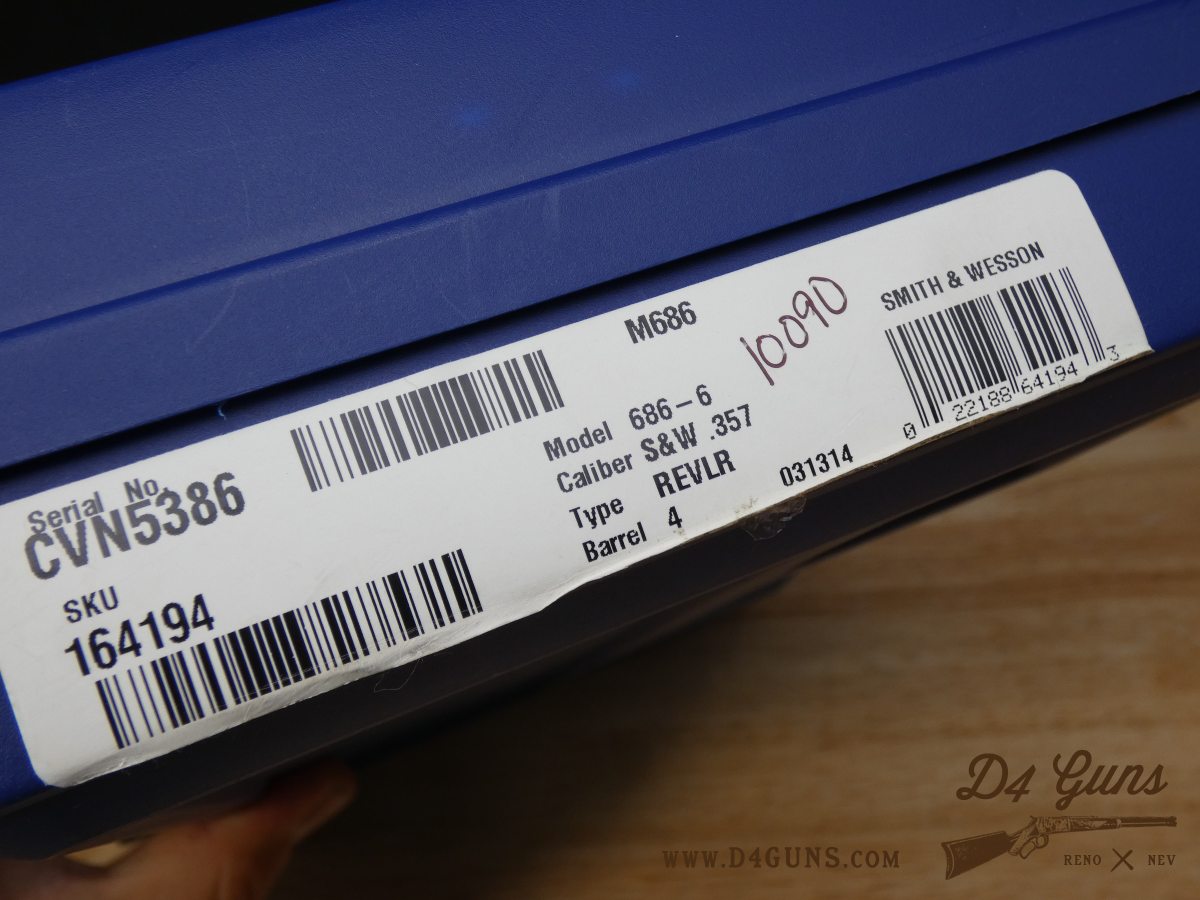 M686
10090
SMITH & WESSON
0 22188 64194 3
Serial No.
CVN5386
Model 686-6
Caliber S&W .357
Type REVLR
Barrel 4
031314
SKU
164194
D4 Guns
WWW.D4GUNS.COM
RENO X NEV